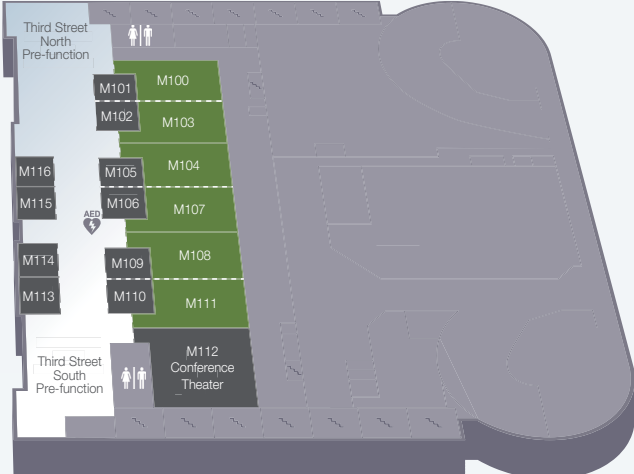 Third Street
North
Pre-function
M101
M100
M102
M103
M116
M105
M104
M115
M106
M107
AED
M114
M109
M108
M113
M110
M111
M112
Conference
Theater
Third Street
South
Pre-function